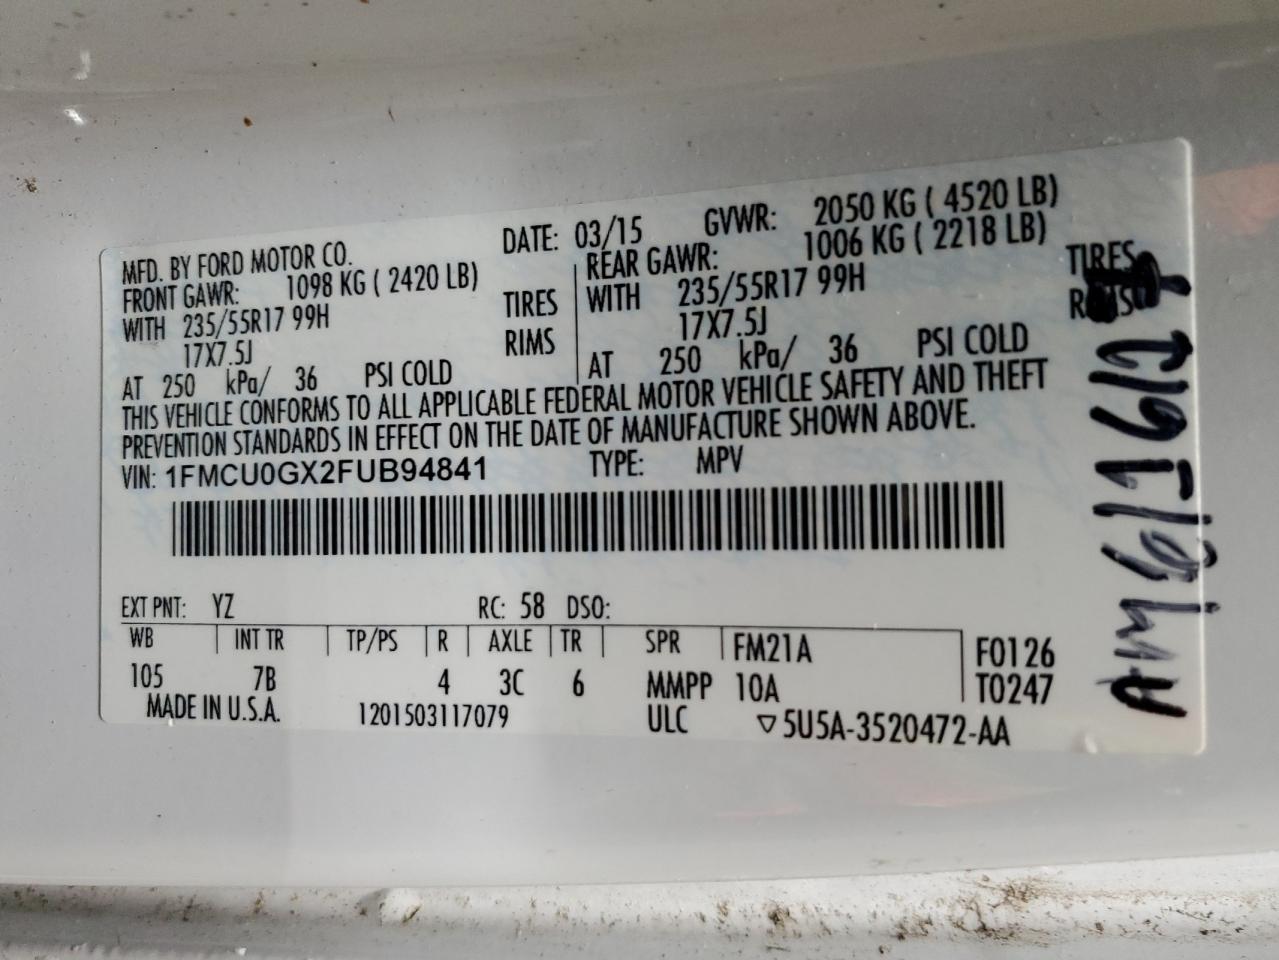 MFD. BY FORD MOTOR CO.
DATE: 03/15 GVWR: 2050 KG ( 4520 LB)
FRONT GAWR: 1098 KG ( 2420 LB)
WITH 235/55R17 99H TIRES
17X7.5J RIMS
AT 250 kPa/ 36 PSI COLD
REAR GAWR: 1006 KG ( 2218 LB)
WITH 235/55R17 99H TIRES
17X7.5J RIMS
AT 250 kPa/ 36 PSI COLD
THIS VEHICLE CONFORMS TO ALL APPLICABLE FEDERAL MOTOR VEHICLE SAFETY AND THEFT
PREVENTION STANDARDS IN EFFECT ON THE DATE OF MANUFACTURE SHOWN ABOVE.
VIN: 1FMCU0GX2FUB94841 TYPE: MPV
EXT PNT: YZ RC: 58 DSO:
WB INT TR TP/PS R AXLE TR SPR FM21A F0126
105 7B 4 3C 6 MMPP 10A T0247
MADE IN U.S.A. 1201503117079 ULC ▽5U5A-3520472-AA